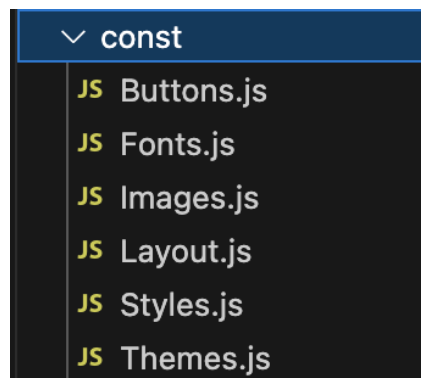 const
JS Buttons.js
JS Fonts.js
JS Images.js
JS Layout.js
JS Styles.js
JS Themes.js